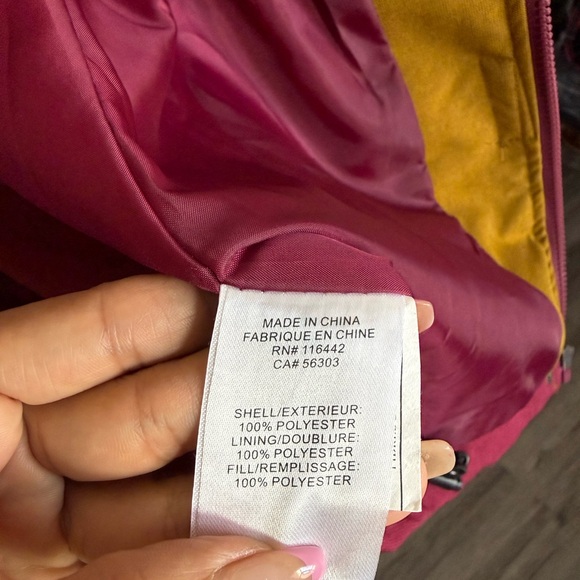 MADE IN CHINA
FABRIQUE EN CHINE
RN# 116442
CA# 56303
SHELL/EXTERIEUR:
100% POLYESTER
LINING/DOUBLURE:
100% POLYESTER
FILL/REMPLISSAGE:
100% POLYESTER